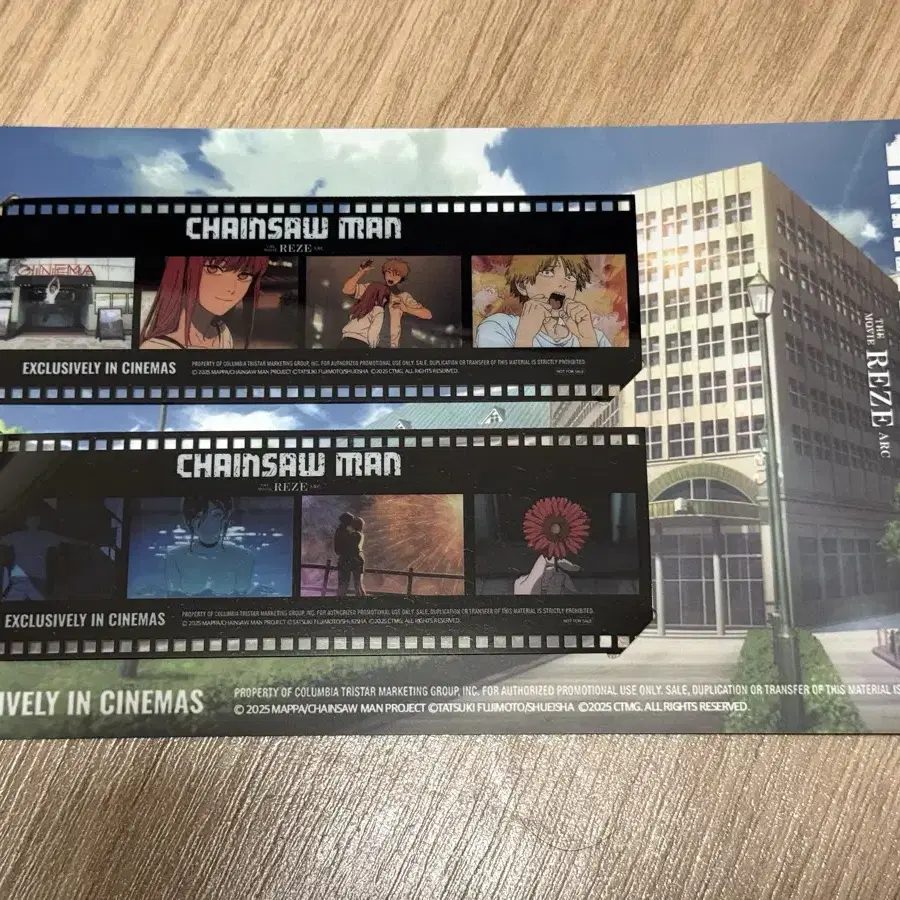 CHAINSAW MAN
THE MOVIE REZE ARC
CINEMA
EXCLUSIVELY IN CINEMAS
PROPERTY OF COLUMBIA TRISTAR MARKETING GROUP, INC. FOR AUTHORIZED PROMOTIONAL USE ONLY. SALE, DUPLICATION OR TRANSFER OF THIS MATERIAL IS STRICTLY PROHIBITED.
© 2025 MAPPA/CHAINSAW MAN PROJECT ©TATSUKI FUJIMOTO/SHUEISHA ©2025 CTMG. ALL RIGHTS RESERVED.
NOT FOR SALE
THE
MOVIE REZE ARC
CHAINSAW MAN
THE MOVIE REZE ARC
EXCLUSIVELY IN CINEMAS
PROPERTY OF COLUMBIA TRISTAR MARKETING GROUP, INC. FOR AUTHORIZED PROMOTIONAL USE ONLY. SALE, DUPLICATION OR TRANSFER OF THIS MATERIAL IS STRICTLY PROHIBITED.
© 2025 MAPPA/CHAINSAW MAN PROJECT ©TATSUKI FUJIMOTO/SHUEISHA ©2025 CTMG. ALL RIGHTS RESERVED.
NOT FOR SALE
IVELY IN CINEMAS
PROPERTY OF COLUMBIA TRISTAR MARKETING GROUP, INC. FOR AUTHORIZED PROMOTIONAL USE ONLY. SALE, DUPLICATION OR TRANSFER OF THIS MATERIAL IS
© 2025 MAPPA/CHAINSAW MAN PROJECT ©TATSUKI FUJIMOTO/SHUEISHA ©2025 CTMG. ALL RIGHTS RESERVED.